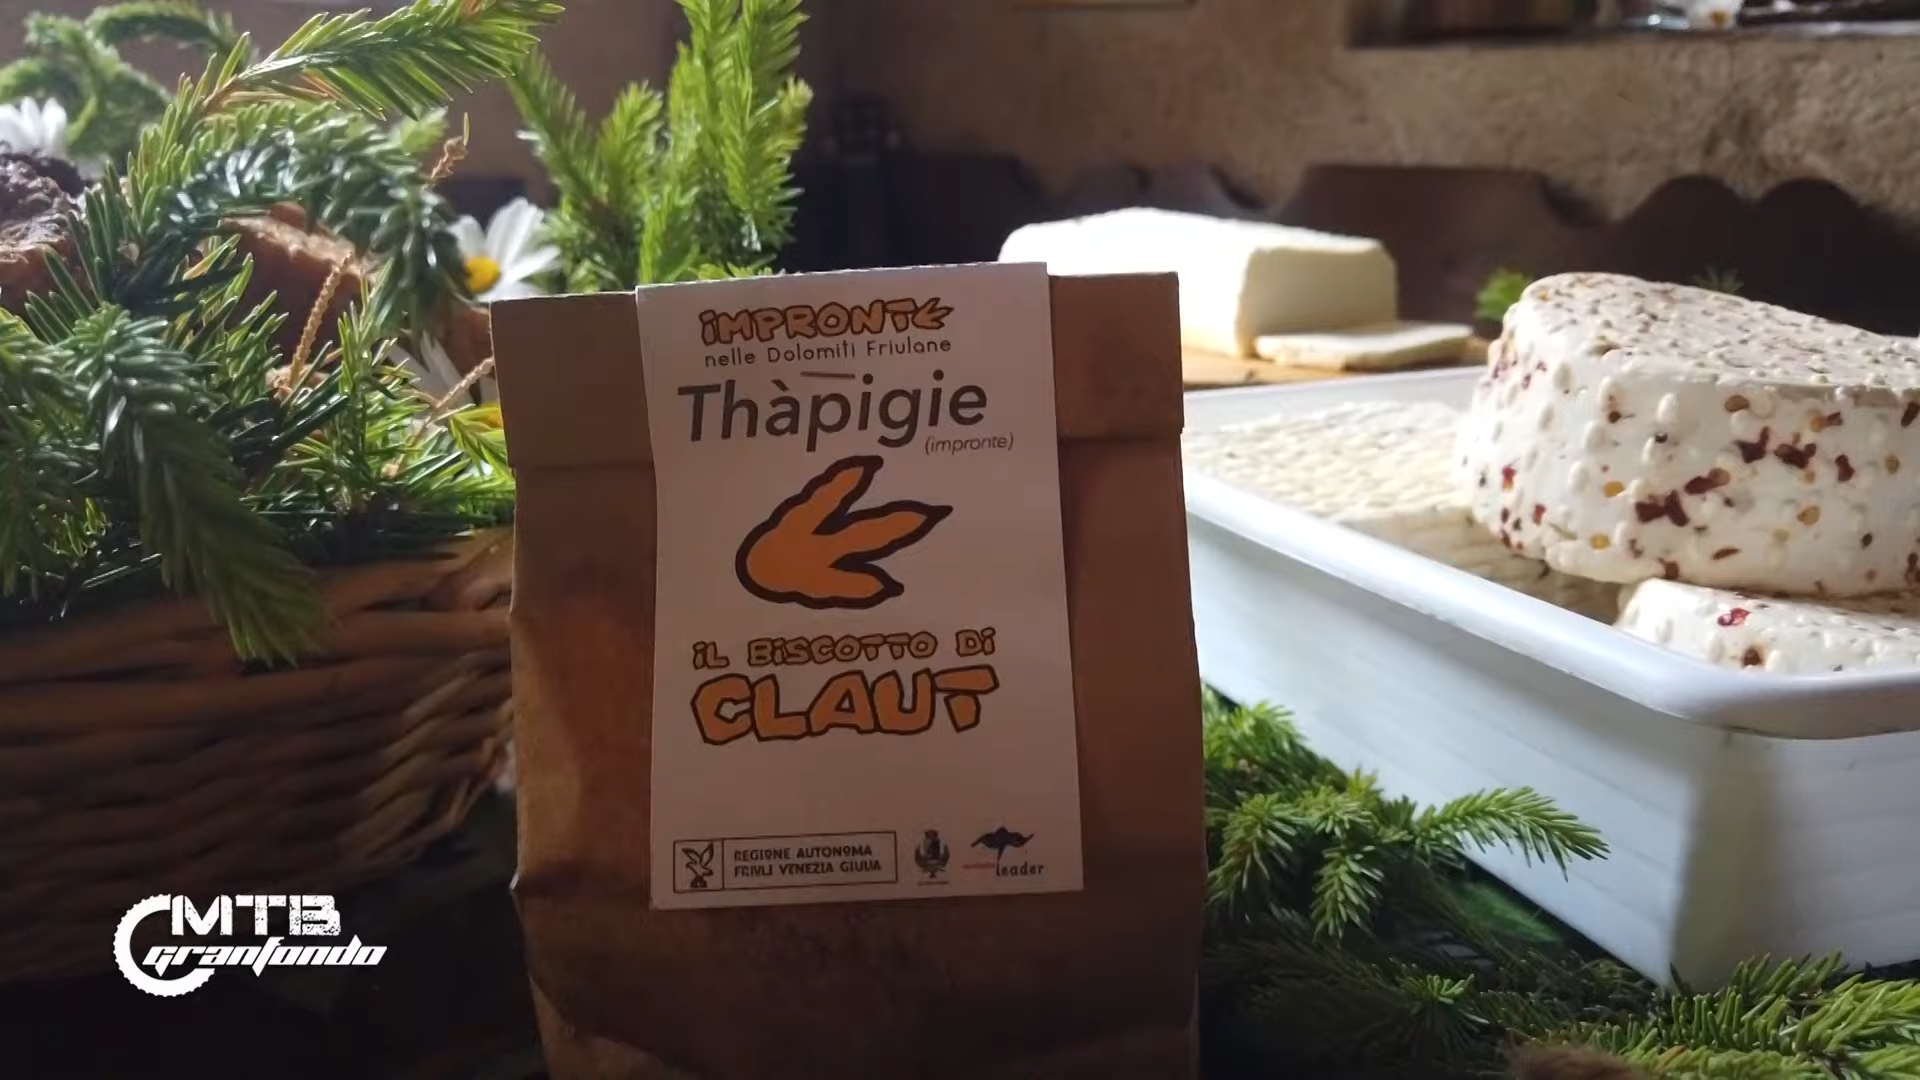 IMPRONTE
nelle Dolomiti Friulane
Thàpigie
(impronte)
IL BISCOTTO DI
CLAUT
REGIONE AUTONOMA
FRIULI VENEZIA GIULIA
leader
MTB
granfondo